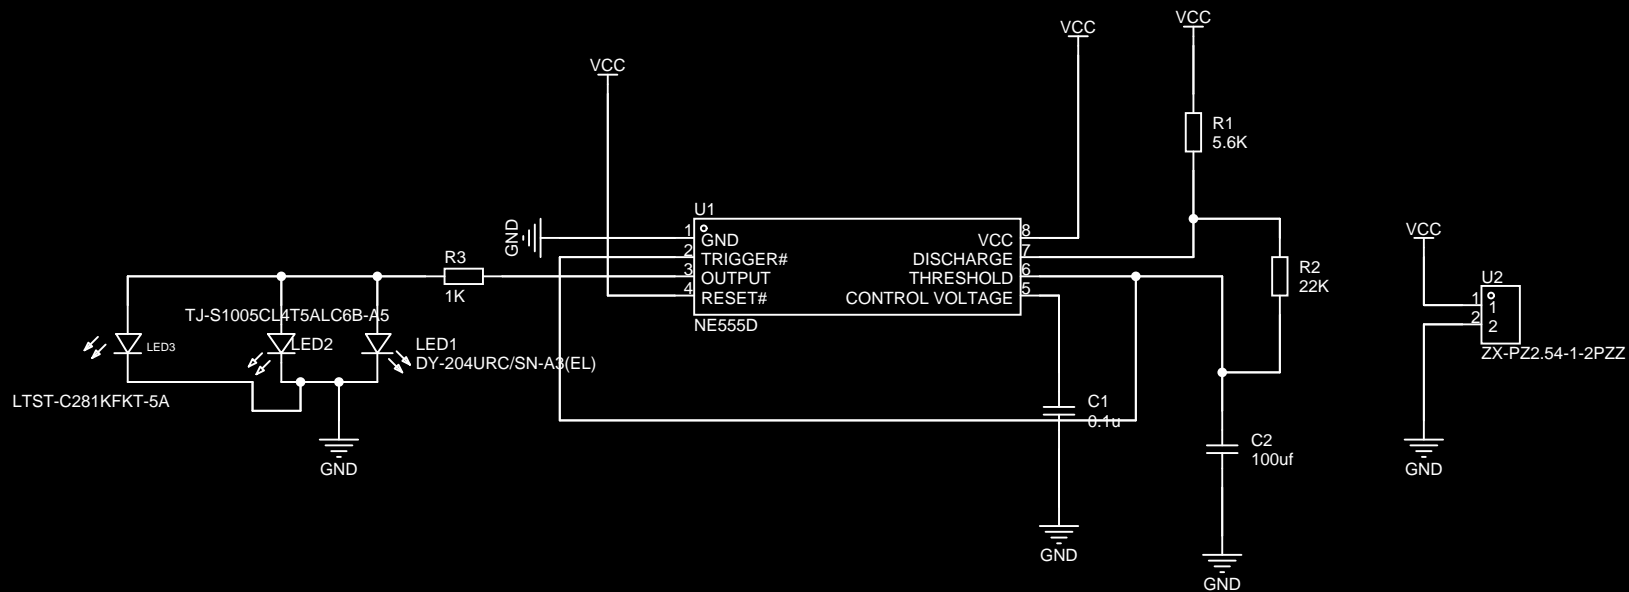 VCC
VCC
VCC
R1
5.6K
U1
GND
1
GND
2
TRIGGER#
3
OUTPUT
4
RESET#
8
VCC
7
DISCHARGE
6
THRESHOLD
5
CONTROL VOLTAGE
NE555D
R3
1K
R2
22K
VCC
U2
1
1
2
2
ZX-PZ2.54-1-2PZZ
TJ-S1005CL4T5ALC6B-A5
LED3
LED2
LED1
DY-204URC/SN-A3(EL)
LTST-C281KFKT-5A
C1
0.1u
C2
100uf
GND
GND
GND
GND